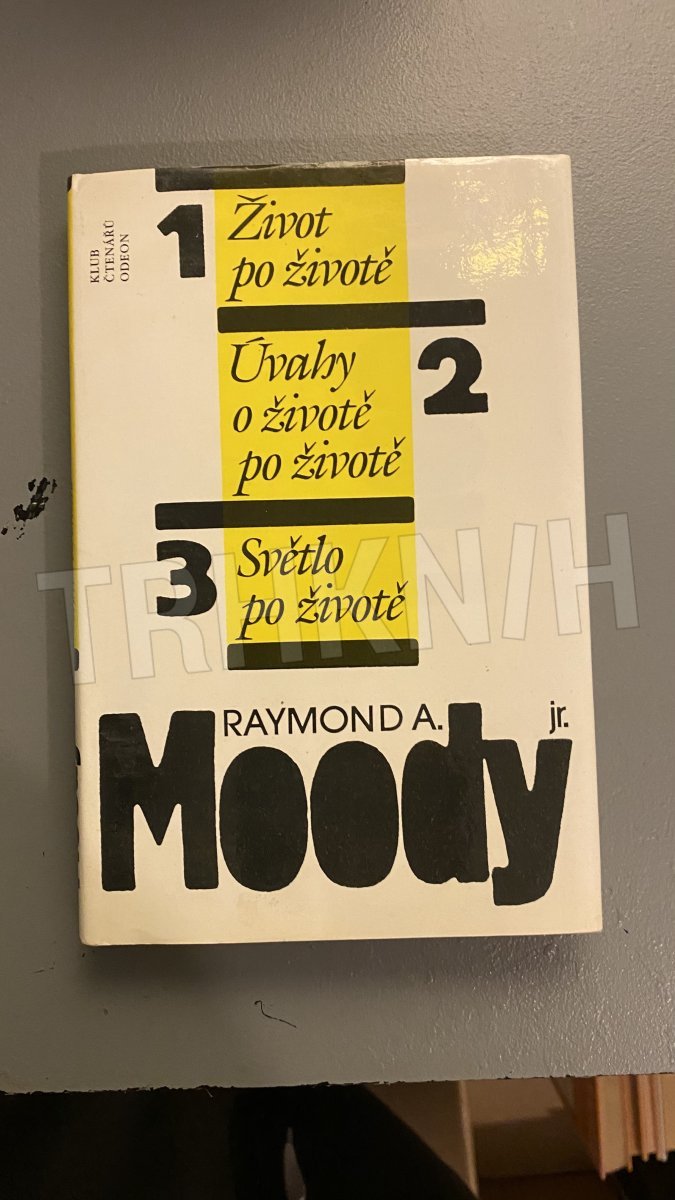 KLUB
ČTENÁŘŮ
ODEON
1
Život
po životě
Úvahy
o životě
po životě
2
3
Světlo
po životě
TRHKNIH
RAYMOND A.
jr.
Moody